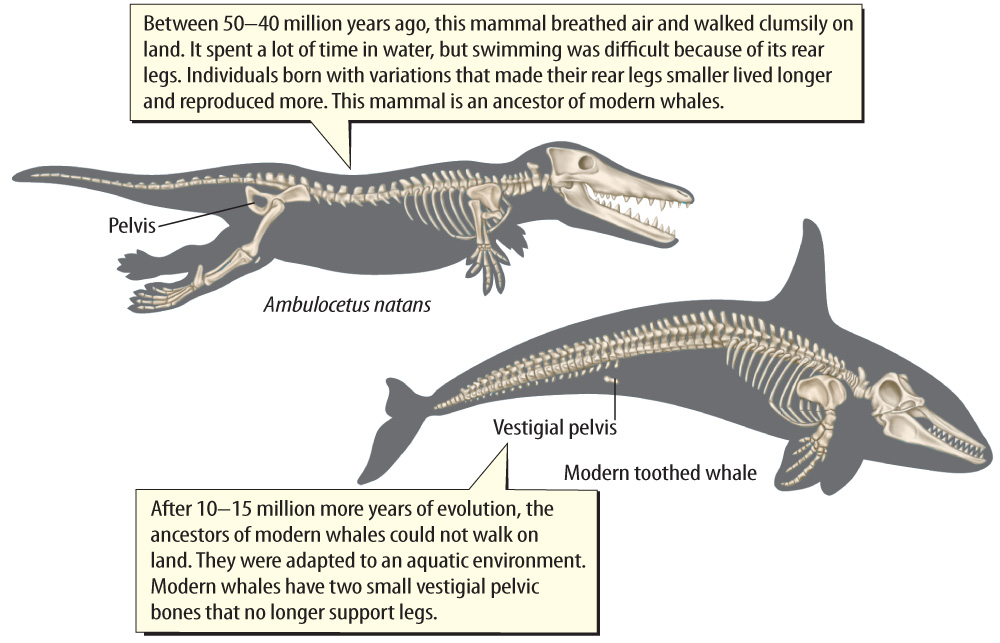 Between 50–40 million years ago, this mammal breathed air and walked clumsily on
land. It spent a lot of time in water, but swimming was difficult because of its rear
legs. Individuals born with variations that made their rear legs smaller lived longer
and reproduced more. This mammal is an ancestor of modern whales.
Pelvis
Ambulocetus natans
Vestigial pelvis
Modern toothed whale
After 10–15 million more years of evolution, the
ancestors of modern whales could not walk on
land. They were adapted to an aquatic environment.
Modern whales have two small vestigial pelvic
bones that no longer support legs.